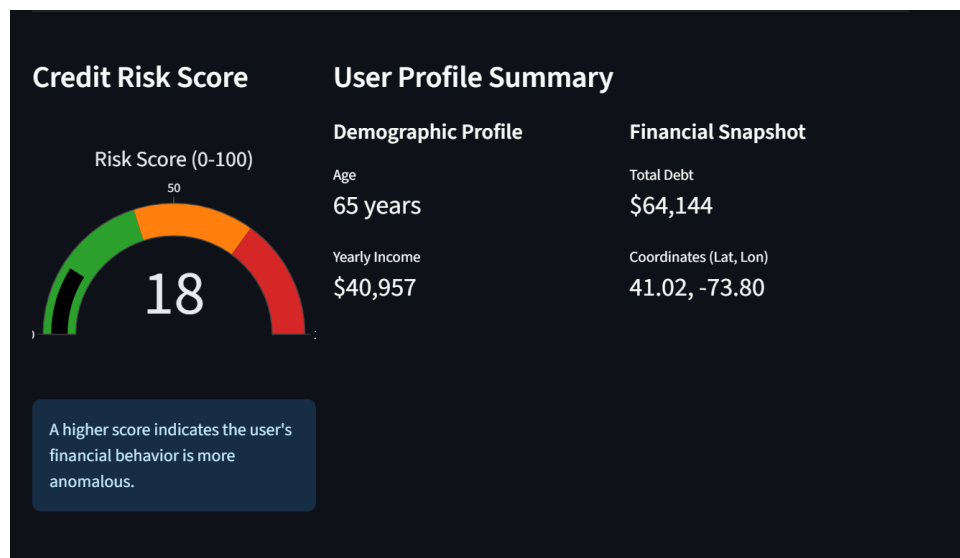 Credit Risk Score
Risk Score (0-100)
50
18
A higher score indicates the user's
financial behavior is more
anomalous.
User Profile Summary
Demographic Profile
Age
65 years
Yearly Income
$40,957
Financial Snapshot
Total Debt
$64,144
Coordinates (Lat, Lon)
41.02, -73.80